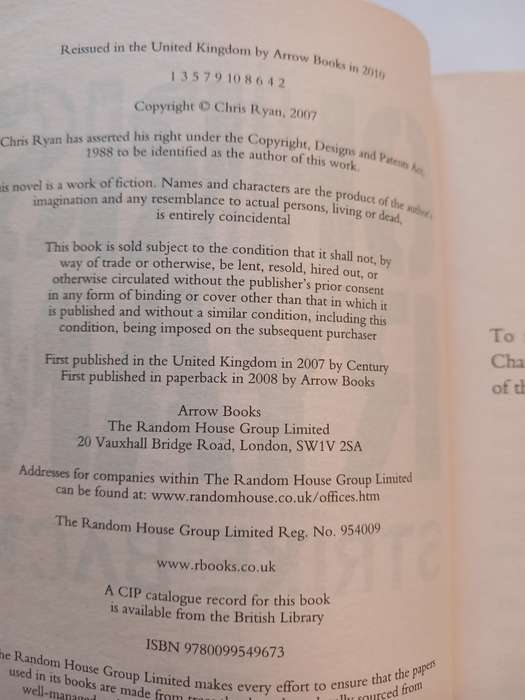 Reissued in the United Kingdom by Arrow Books in 2010
1 3 5 7 9 10 8 6 4 2
Copyright © Chris Ryan, 2007
Chris Ryan has asserted his right under the Copyright, Designs and Patents Act,
1988 to be identified as the author of this work.
is novel is a work of fiction. Names and characters are the product of the author's
imagination and any resemblance to actual persons, living or dead,
is entirely coincidental
This book is sold subject to the condition that it shall not, by
way of trade or otherwise, be lent, resold, hired out, or
otherwise circulated without the publisher's prior consent
in any form of binding or cover other than that in which it
is published and without a similar condition, including this
condition, being imposed on the subsequent purchaser
First published in the United Kingdom in 2007 by Century
First published in paperback in 2008 by Arrow Books
Arrow Books
The Random House Group Limited
20 Vauxhall Bridge Road, London, SW1V 2SA
Addresses for companies within The Random House Group Limited
can be found at: www.randomhouse.co.uk/offices.htm
The Random House Group Limited Reg. No. 954009
www.rbooks.co.uk
A CIP catalogue record for this book
is available from the British Library
ISBN 9780099549673
he Random House Group Limited makes every effort to ensure that the papers
used in its books are made from trees that sourced from
well-managed
To
Cha
of th